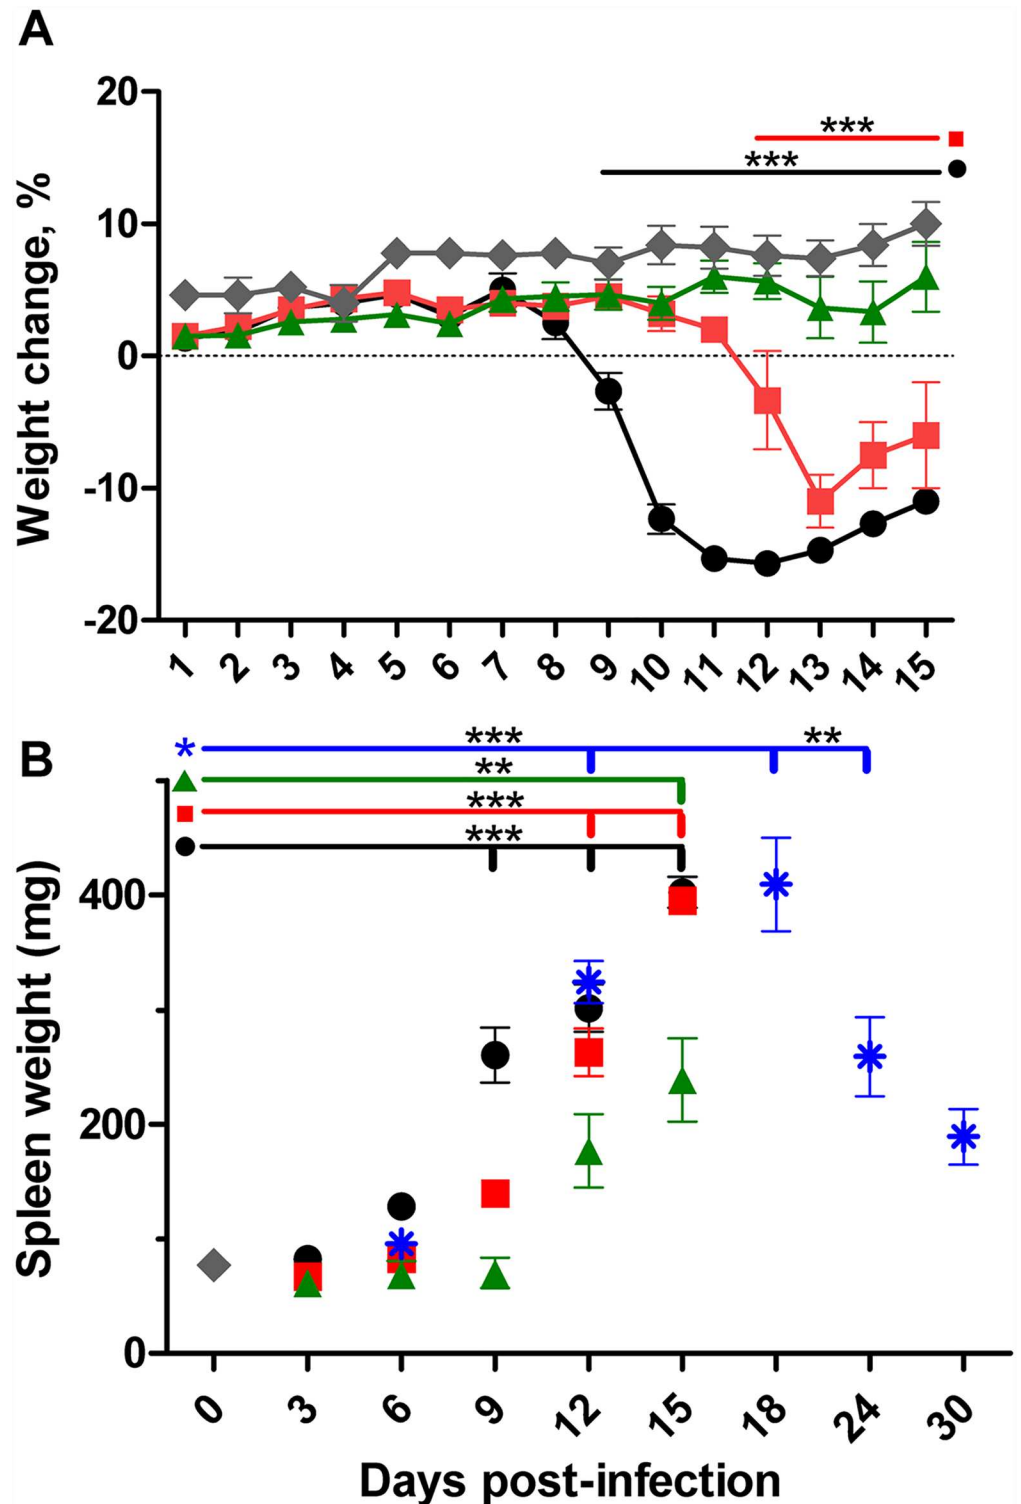 A
Weight change, %
20
10
0
-10
-20
***
***
1 2 3 4 5 6 7 8 9 10 11 12 13 14 15
B
*** **
**
***
***
Spleen weight (mg)
400
200
0
0 3 6 9 12 15 18 24 30
Days post-infection